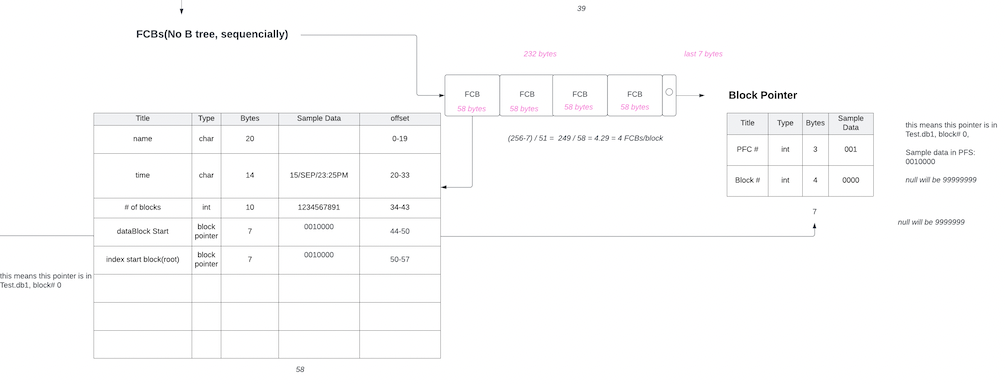 39
FCBs(No B tree, sequencially)
232 bytes
last 7 bytes
FCB FCB FCB FCB
58 bytes 58 bytes 58 bytes 58 bytes
(256-7) / 51 = 249 / 58 = 4.29 = 4 FCBs/block
Title Type Bytes Sample Data offset
name char 20 0-19
time char 14 15/SEP/23:25PM 20-33
# of blocks int 10 1234567891 34-43
dataBlock Start block pointer 7 0010000 44-50
index start block(root) block pointer 7 0010000 50-57
58
this means this pointer is in
Test.db1, block# 0
Block Pointer
Title Type Bytes Sample Data
PFC # int 3 001
Block # int 4 0000
7
this means this pointer is in
Test.db1, block# 0,
Sample data in PFS:
0010000
null will be 99999999
null will be 9999999